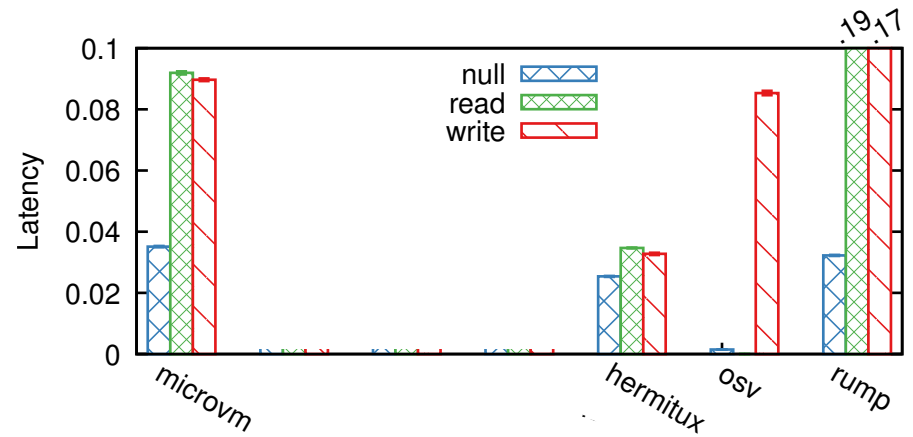 .19 .17
0.1
0.08
0.06
0.04
0.02
0
Latency
null
read
write
microvm
hermitux
osv
rump